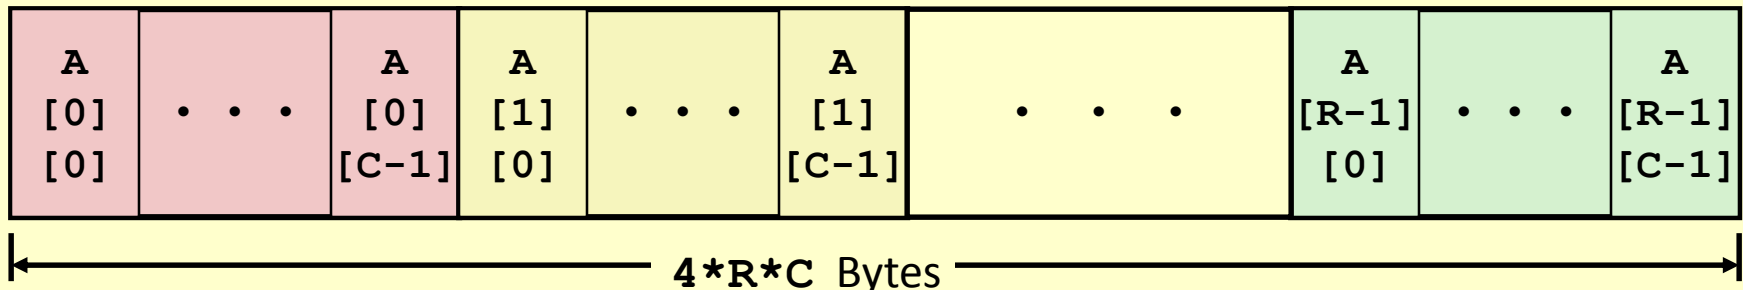 A A A A A A
[0] · · · [0] [1] · · · [1] · · · [R-1] · · · [R-1]
[0] [C-1] [0] [C-1] [0] [C-1]
4*R*C Bytes